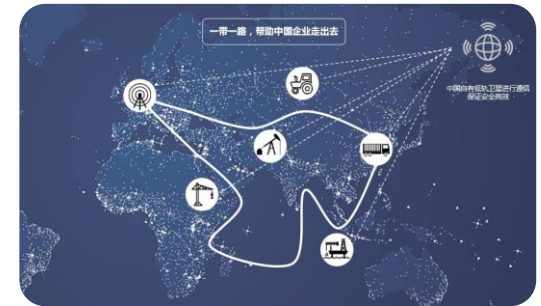 一带一路，帮助中国企业走出去
中国自有低轨卫星进行通信
保证安全高效